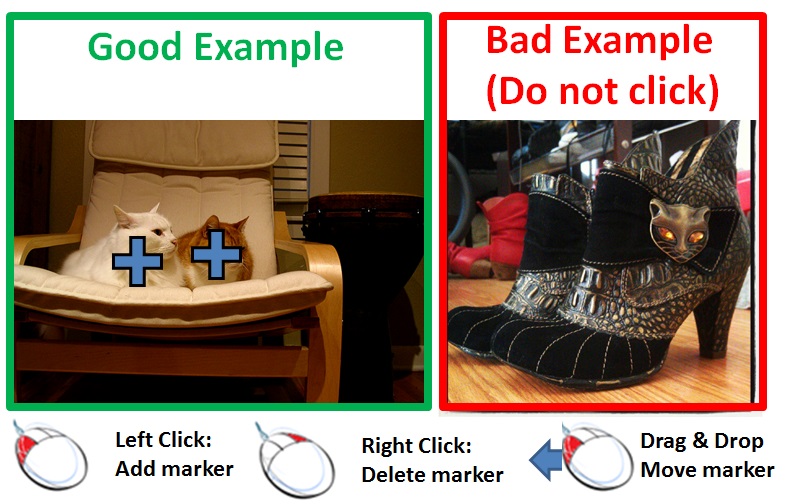 Good Example
Bad Example
(Do not click)
Left Click:
Add marker
Right Click:
Delete marker
Drag & Drop
Move marker